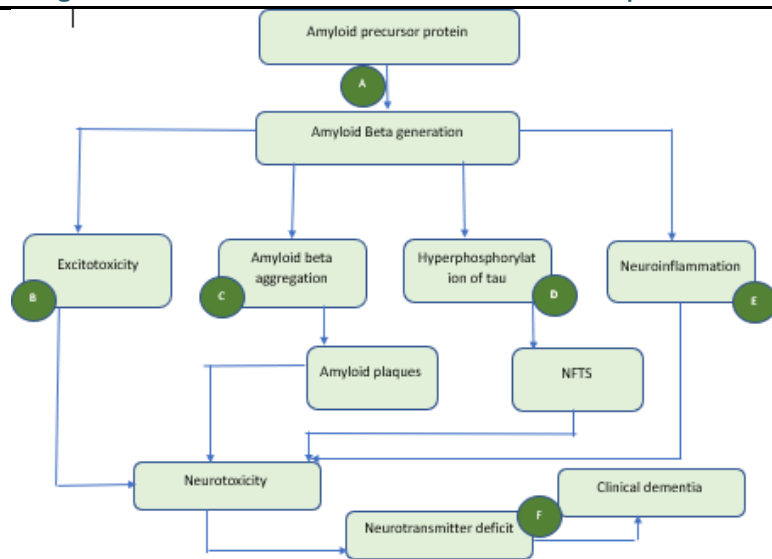 Amyloid precursor protein
A
Amyloid Beta generation
Excitotoxicity
B
Amyloid beta
aggregation
C
Hyperphosphorylat
ion of tau
D
Neuroinflammation
E
Amyloid plaques
NFTS
Neurotoxicity
Clinical dementia
Neurotransmitter deficit
F